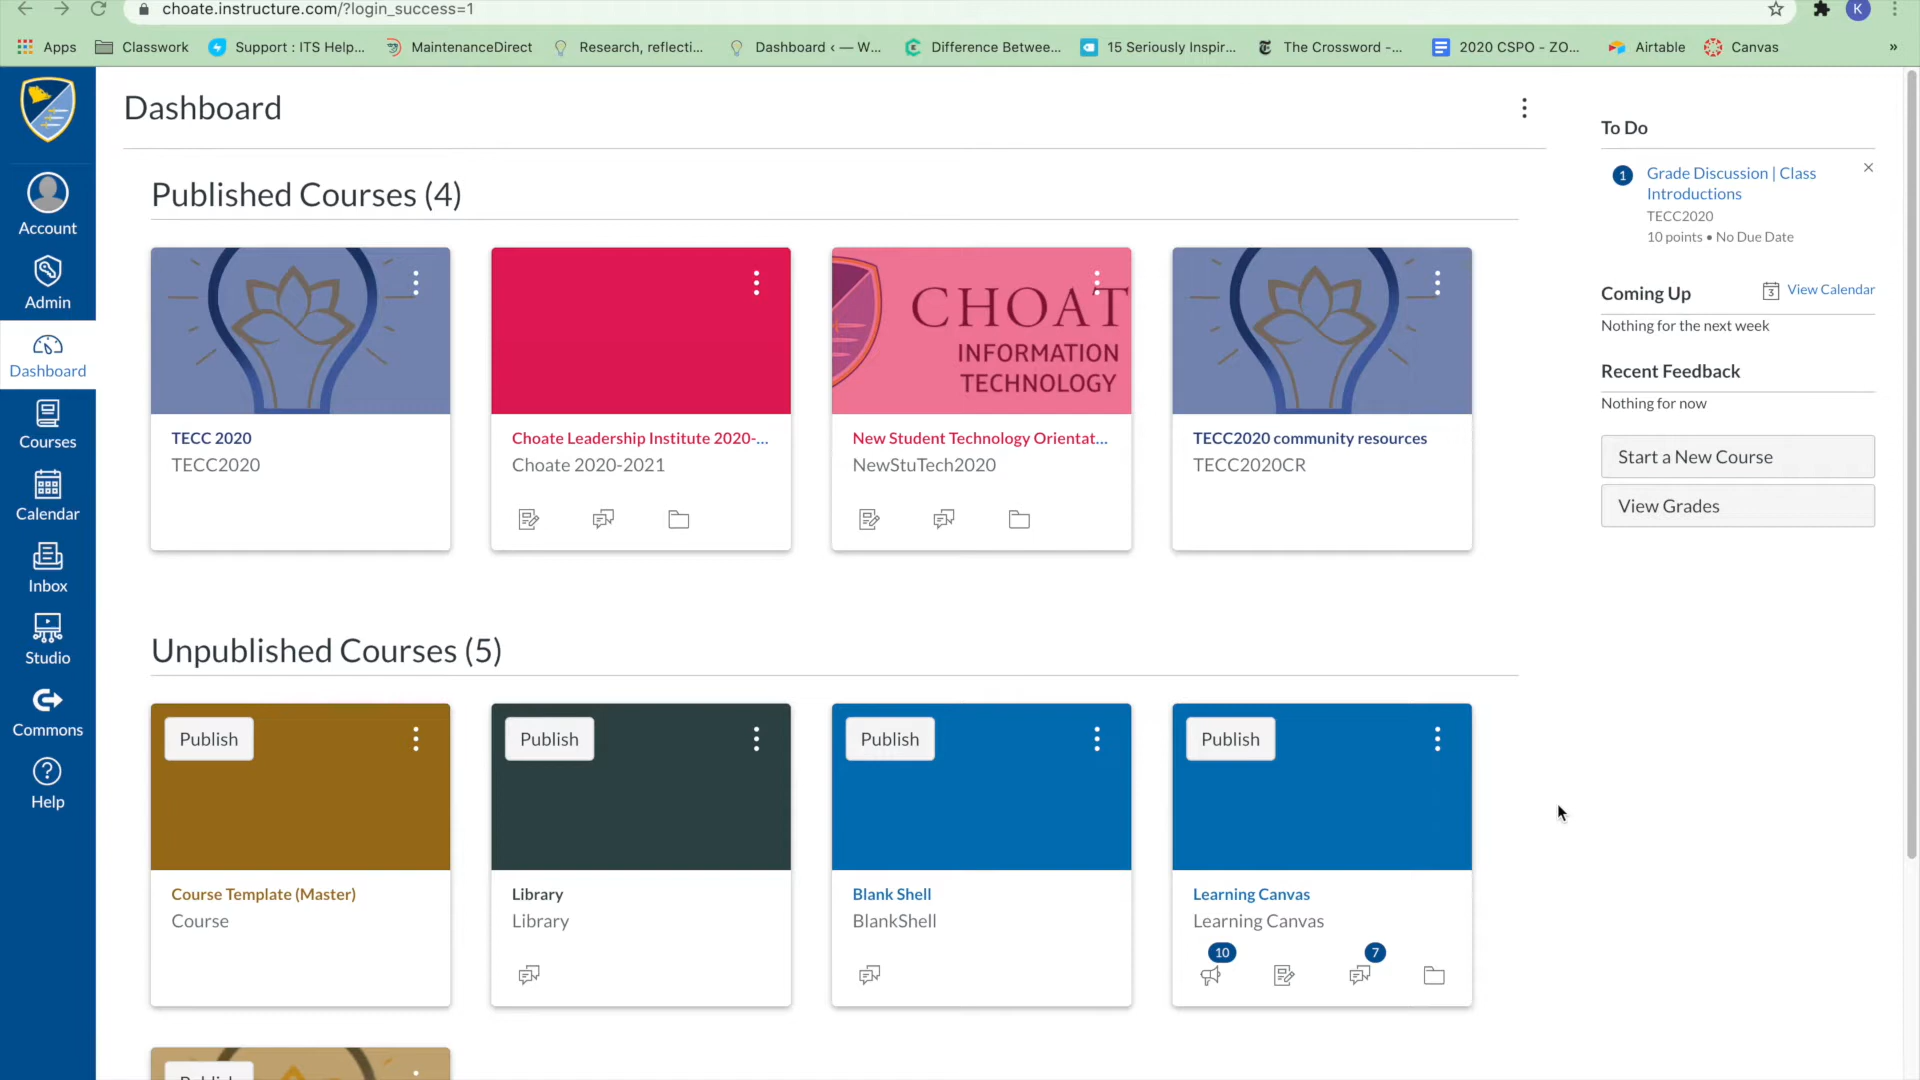 choate.instructure.com/?login_success=1
K
Apps
Classwork
Support : ITS Help...
MaintenanceDirect
Research, reflecti...
Dashboard ‹ — W...
Difference Betwee...
15 Seriously Inspir...
The Crossword -...
2020 CSPO - ZO...
Airtable
Canvas
»
Account
Admin
Dashboard
Courses
Calendar
Inbox
Studio
Commons
Help
Dashboard
Published Courses (4)
TECC 2020
TECC2020
Choate Leadership Institute 2020-...
Choate 2020-2021
CHOAT
INFORMATION
TECHNOLOGY
New Student Technology Orientat...
NewStuTech2020
TECC2020 community resources
TECC2020CR
Unpublished Courses (5)
Publish
Course Template (Master)
Course
Publish
Library
Library
Publish
Blank Shell
BlankShell
Publish
Learning Canvas
Learning Canvas
10
7
To Do
1
Grade Discussion | Class
Introductions
TECC2020
10 points • No Due Date
Coming Up
3
View Calendar
Nothing for the next week
Recent Feedback
Nothing for now
Start a New Course
View Grades